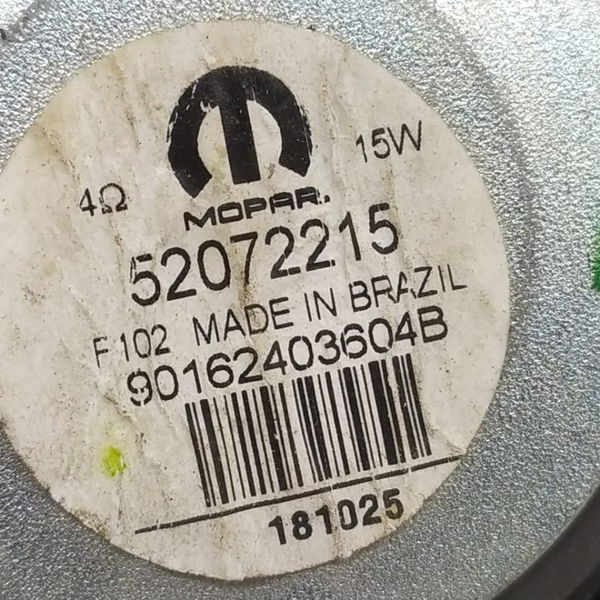 4Ω
15W
MOPAR.
52072215
F102 MADE IN BRAZIL
90162403604B
181025